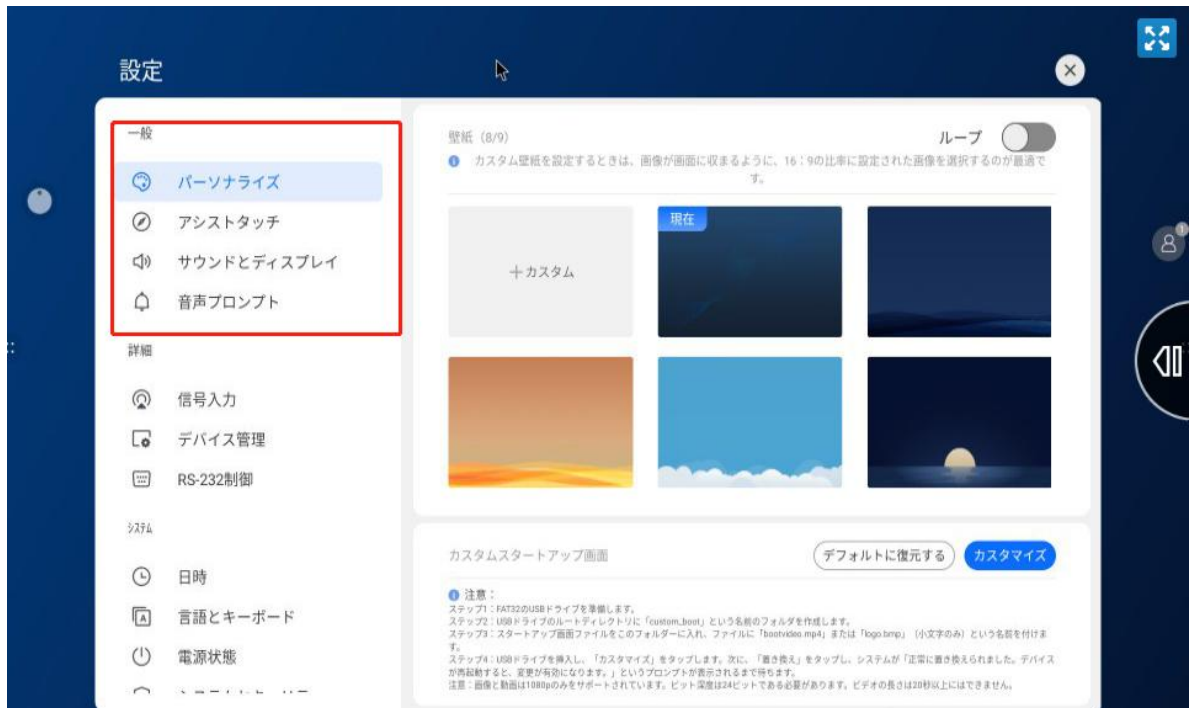 設定
一般
パーソナライズ
アシストタッチ
サウンドとディスプレイ
音声プロンプト
詳細
信号入力
デバイス管理
RS-232制御
システム
日時
言語とキーボード
電源状態
壁紙（8/9）
ループ
カスタム壁紙を設定するときは、画像が画面に収まるように、16：9の比率に設定された画像を選択するのが最適で
す。
＋カスタム
現在
カスタムスタートアップ画面
デフォルトに復元する
カスタマイズ
注意：
ステップ1：FAT32のUSBドライブを準備します。
ステップ2：USBドライブのルートディレクトリに「custom_boot」という名前のフォルダを作成します。
ステップ3：スタートアップ画面ファイルをこのフォルダーに入れ、ファイルに「bootvideo.mp4」または「logo.bmp」（小文字のみ）という名前を付けま
す。
ステップ4：USBドライブを挿入し、「カスタマイズ」をタップします。次に、「置き換え」をタップし、システムが「正常に置き換えられました。デバイス
が再起動すると、変更が有効になります。」というプロンプトが表示されるまで待ちます。
注意：画像と動画は1080pのみをサポートされています。ビット深度は24ビットである必要があります。ビデオの長さは20秒以上にはできません。
1